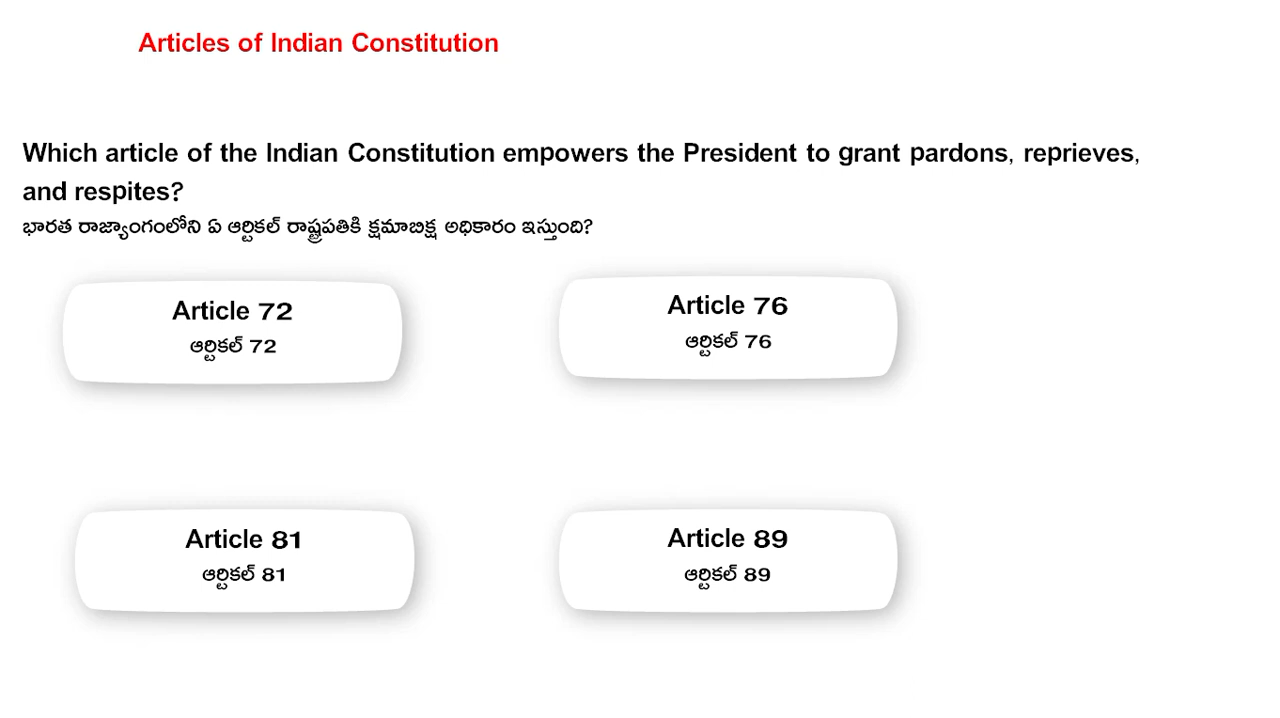 Articles of Indian Constitution
Which article of the Indian Constitution empowers the President to grant pardons, reprieves,
and respites?
భారత రాజ్యాంగంలోని ఏ ఆర్టికల్ రాష్ట్రపతికి క్షమాబిక్ష అధికారం ఇస్తుంది?
Article 72
ఆర్టికల్ 72
Article 76
ఆర్టికల్ 76
Article 81
ఆర్టికల్ 81
Article 89
ఆర్టికల్ 89